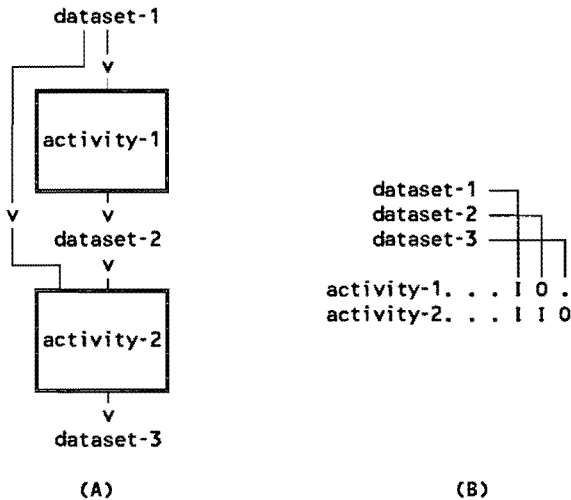 dataset-1
v
activity-1
v
v
dataset-2
v
activity-2
v
dataset-3
(A)
dataset-1
dataset-2
dataset-3
activity-1. . . I O .
activity-2. . . I I O
(B)